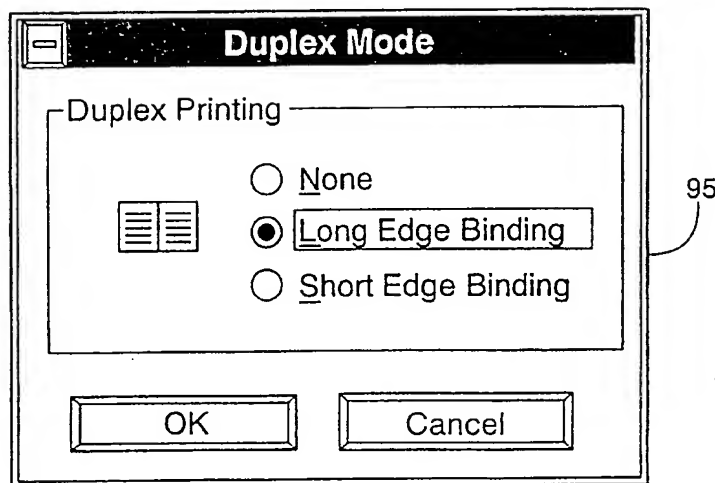 Duplex Mode
Duplex Printing
None
Long Edge Binding
Short Edge Binding
95
OK
Cancel